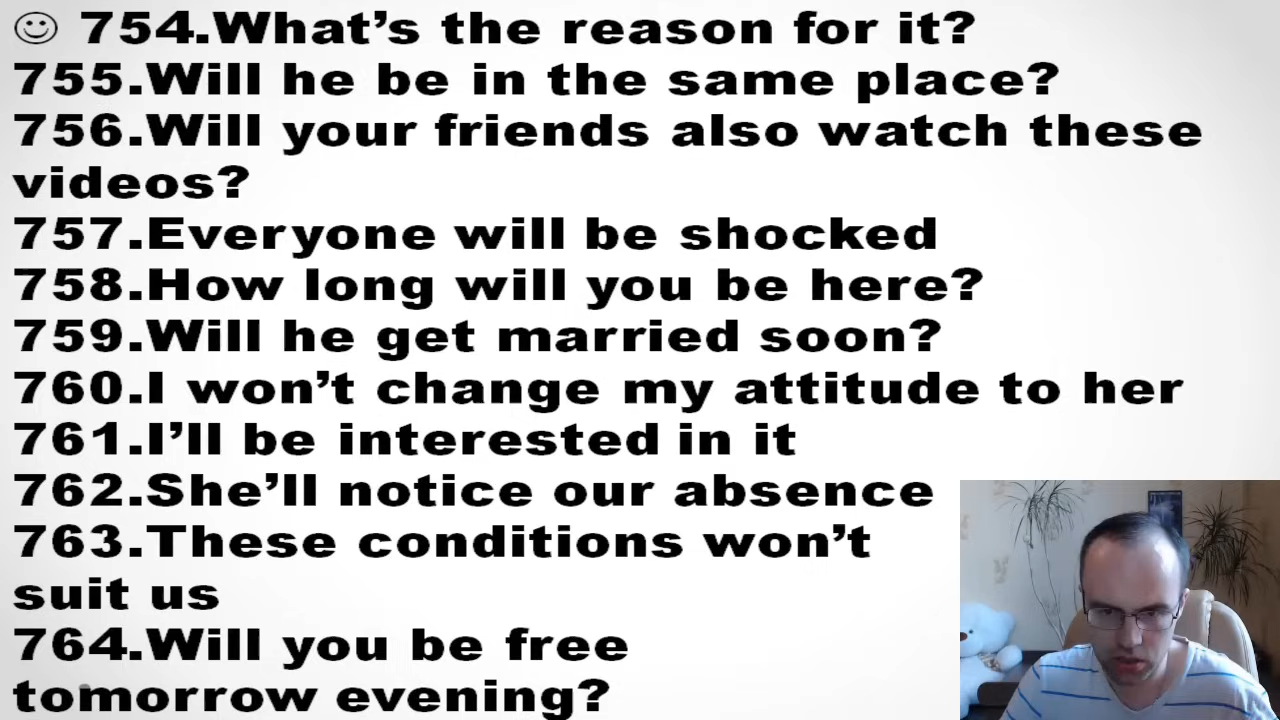 ☺ 754.What’s the reason for it?
755.Will he be in the same place?
756.Will your friends also watch these
videos?
757.Everyone will be shocked
758.How long will you be here?
759.Will he get married soon?
760.I won’t change my attitude to her
761.I’ll be interested in it
762.She’ll notice our absence
763.These conditions won’t
suit us
764.Will you be free
tomorrow evening?